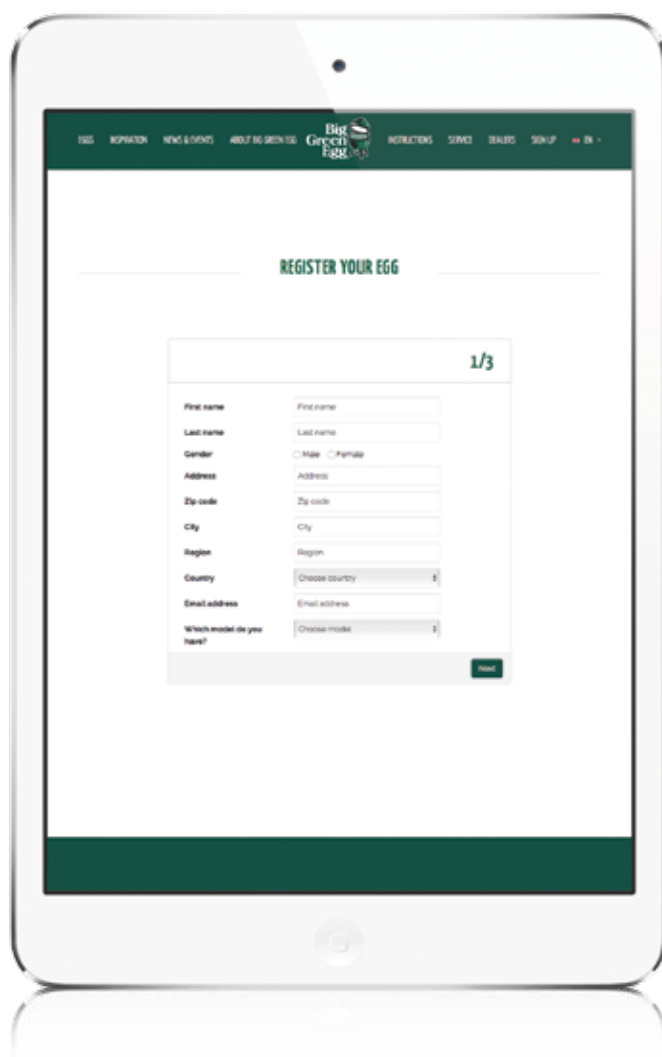 EGGS INSPIRATION NEWS & EVENTS ABOUT BIG GREEN EGG Big Green Egg INSTRUCTIONS SERVICE DEALERS SIGN UP EN
REGISTER YOUR EGG
1/3
First name First name
Last name Last name
Gender Male Female
Address Address
Zip code Zip code
City City
Region Region
Country Choose country
Email address Email address
Which model do you Choose model
have?
Next